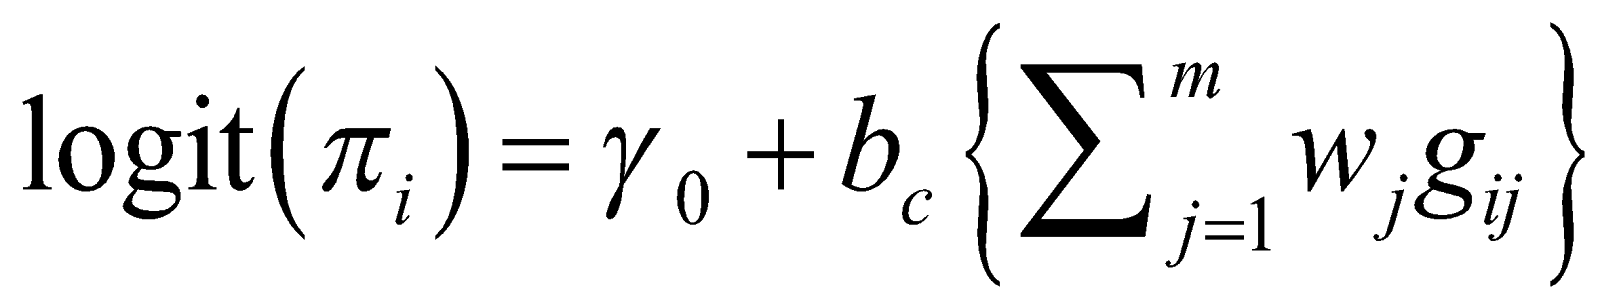 logit(π_i) = γ_0 + b_c {∑_{j=1}^{m} w_j g_{ij}}